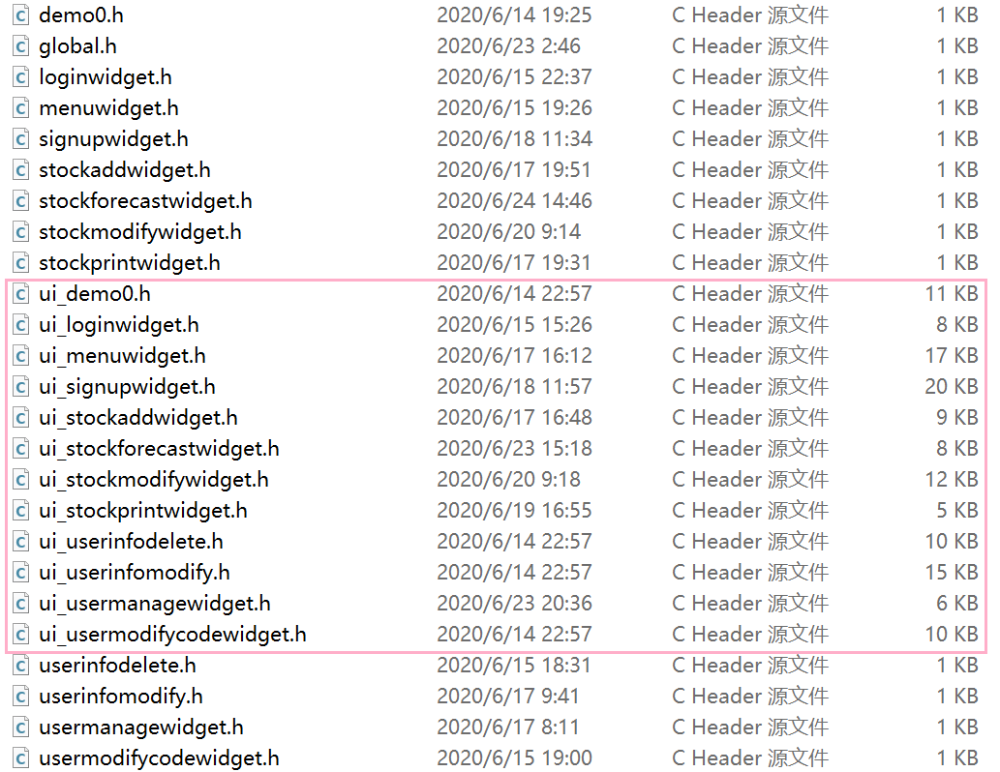 demo0.h 2020/6/14 19:25 C Header 源文件 1 KB
global.h 2020/6/23 2:46 C Header 源文件 1 KB
loginwidget.h 2020/6/15 22:37 C Header 源文件 1 KB
menuwidget.h 2020/6/15 19:26 C Header 源文件 1 KB
signupwidget.h 2020/6/18 11:34 C Header 源文件 1 KB
stockaddwidget.h 2020/6/17 19:51 C Header 源文件 1 KB
stockforecastwidget.h 2020/6/24 14:46 C Header 源文件 1 KB
stockmodifywidget.h 2020/6/20 9:14 C Header 源文件 1 KB
stockprintwidget.h 2020/6/17 19:31 C Header 源文件 1 KB
ui_demo0.h 2020/6/14 22:57 C Header 源文件 11 KB
ui_loginwidget.h 2020/6/15 15:26 C Header 源文件 8 KB
ui_menuwidget.h 2020/6/17 16:12 C Header 源文件 17 KB
ui_signupwidget.h 2020/6/18 11:57 C Header 源文件 20 KB
ui_stockaddwidget.h 2020/6/17 16:48 C Header 源文件 9 KB
ui_stockforecastwidget.h 2020/6/23 15:18 C Header 源文件 8 KB
ui_stockmodifywidget.h 2020/6/20 9:18 C Header 源文件 12 KB
ui_stockprintwidget.h 2020/6/19 16:55 C Header 源文件 5 KB
ui_userinfodelete.h 2020/6/14 22:57 C Header 源文件 10 KB
ui_userinfomodify.h 2020/6/14 22:57 C Header 源文件 15 KB
ui_usermanagewidget.h 2020/6/23 20:36 C Header 源文件 6 KB
ui_usermodifycodewidget.h 2020/6/14 22:57 C Header 源文件 10 KB
userinfodelete.h 2020/6/15 18:31 C Header 源文件 1 KB
userinfomodify.h 2020/6/17 9:41 C Header 源文件 1 KB
usermanagewidget.h 2020/6/17 8:11 C Header 源文件 1 KB
usermodifycodewidget.h 2020/6/15 19:00 C Header 源文件 1 KB